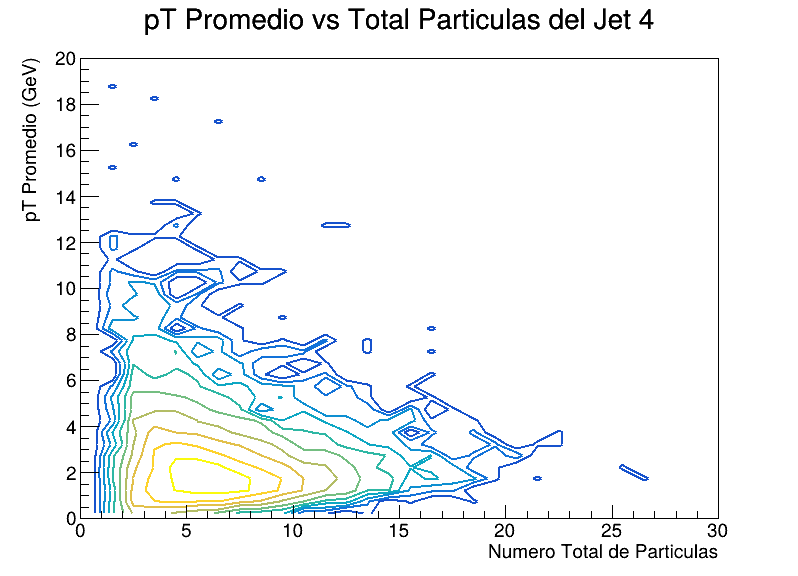 pT Promedio vs Total Particulas del Jet 4
pT Promedio (GeV)
20
18
16
14
12
10
8
6
4
2
0
0 5 10 15 20 25 30
Numero Total de Particulas